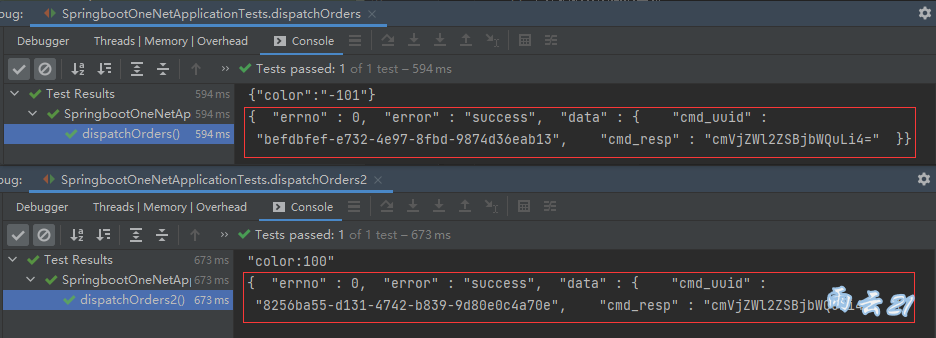 bug: SpringbootOneNetApplicationTests.dispatchOrders ×
Debugger Threads | Memory | Overhead Console
» Tests passed: 1 of 1 test – 594 ms
Test Results 594 ms
SpringbootOneNetAp 594 ms
dispatchOrders() 594 ms
{"color":"-101"}
{ "errno" : 0, "error" : "success", "data" : { "cmd_uuid" :
"befdbfef-e732-4e97-8fbd-9874d36eab13", "cmd_resp" : "cmVjZWl2ZSBjbWQuLi4=" }}
bug: SpringbootOneNetApplicationTests.dispatchOrders2 ×
Debugger Threads | Memory | Overhead Console
» Tests passed: 1 of 1 test – 673 ms
Test Results 673 ms
SpringbootOneNetAp 673 ms
dispatchOrders2() 673 ms
"color:100"
{ "errno" : 0, "error" : "success", "data" : { "cmd_uuid" :
"8256ba55-d131-4742-b839-9d80e0c4a70e", "cmd_resp" :
雨云21